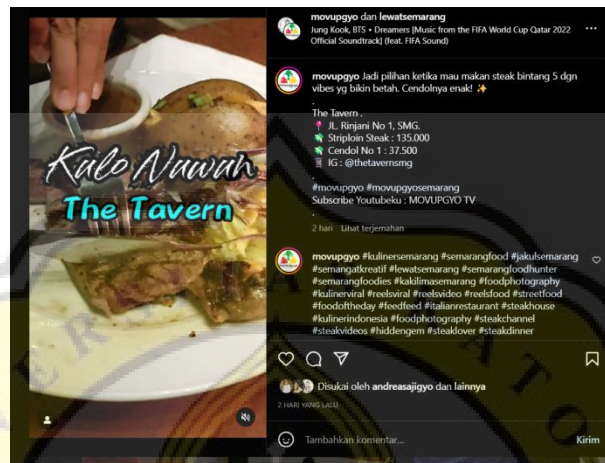 Kulo Nuwun
The Tavern
movupgyo dan lewatsemarang
Jung Kook, BTS • Dreamers [Music from the FIFA World Cup Qatar 2022
Official Soundtrack] (feat. FIFA Sound)
movupgyo Jadi pilihan ketika mau makan steak bintang 5 dgn
vibes yg bikin betah. Cendolnya enak! ✨
.
The Tavern .
📍 JL. Rinjani No 1, SMG.
💸 Striploin Steak : 135.000
💸 Cendol No 1 : 37.500
📱 IG : @thetavernsmg
.
#movupgyo #movupgyosemarang
Subscribe Youtubeku : MOVUPGYO TV
.
2 hari Lihat terjemahan
movupgyo #kulinersemarang #semarangfood #jakulsemarang
#semangatkreatif #lewatsemarang #semarangfoodhunter
#semarangfoodies #kakilimasemarang #foodphotography
#kulinerviral #reelsviral #reelsvideo #reelsfood #streetfood
#foodoftheday #feedfeed #italianrestaurant #steakhouse
#kulinerindonesia #foodphotography #steakchannel
#steakvideos #hiddengem #steaklover #steakdinner
Disukai oleh andreasajigyo dan lainnya
2 HARI YANG LALU
Tambahkan komentar...
Kirim